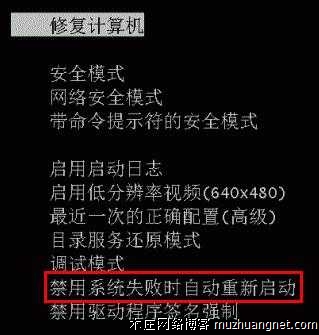 修复计算机
安全模式
网络安全模式
带命令提示符的安全模式
启用启动日志
启用低分辨率视频(640x480)
最近一次的正确配置(高级)
目录服务还原模式
调试模式
禁用系统失败时自动重新启动
禁用驱动程序签名强制
木庄网络博客 muzhuangnet.com